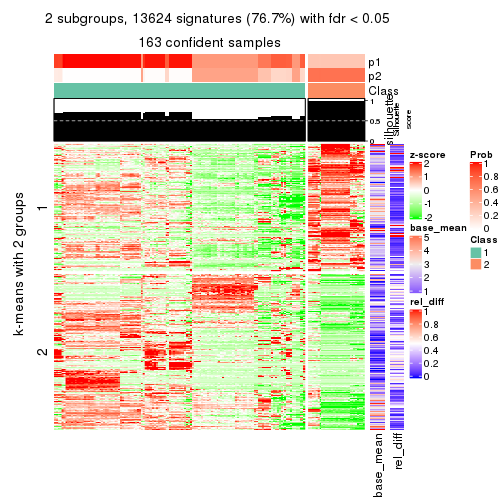 2 subgroups, 13624 signatures (76.7%) with fdr < 0.05
163 confident samples
p1
p2
Class
1
0.5
0
silhouette
Silhouette
score
k-means with 2 groups
1
2
base_mean
rel_diff
z-score
2
1
0
-1
-2
base_mean
5
4
3
2
1
rel_diff
1
0.8
0.6
0.4
0.2
0
Prob
1
0.8
0.6
0.4
0.2
0
Class
1
2